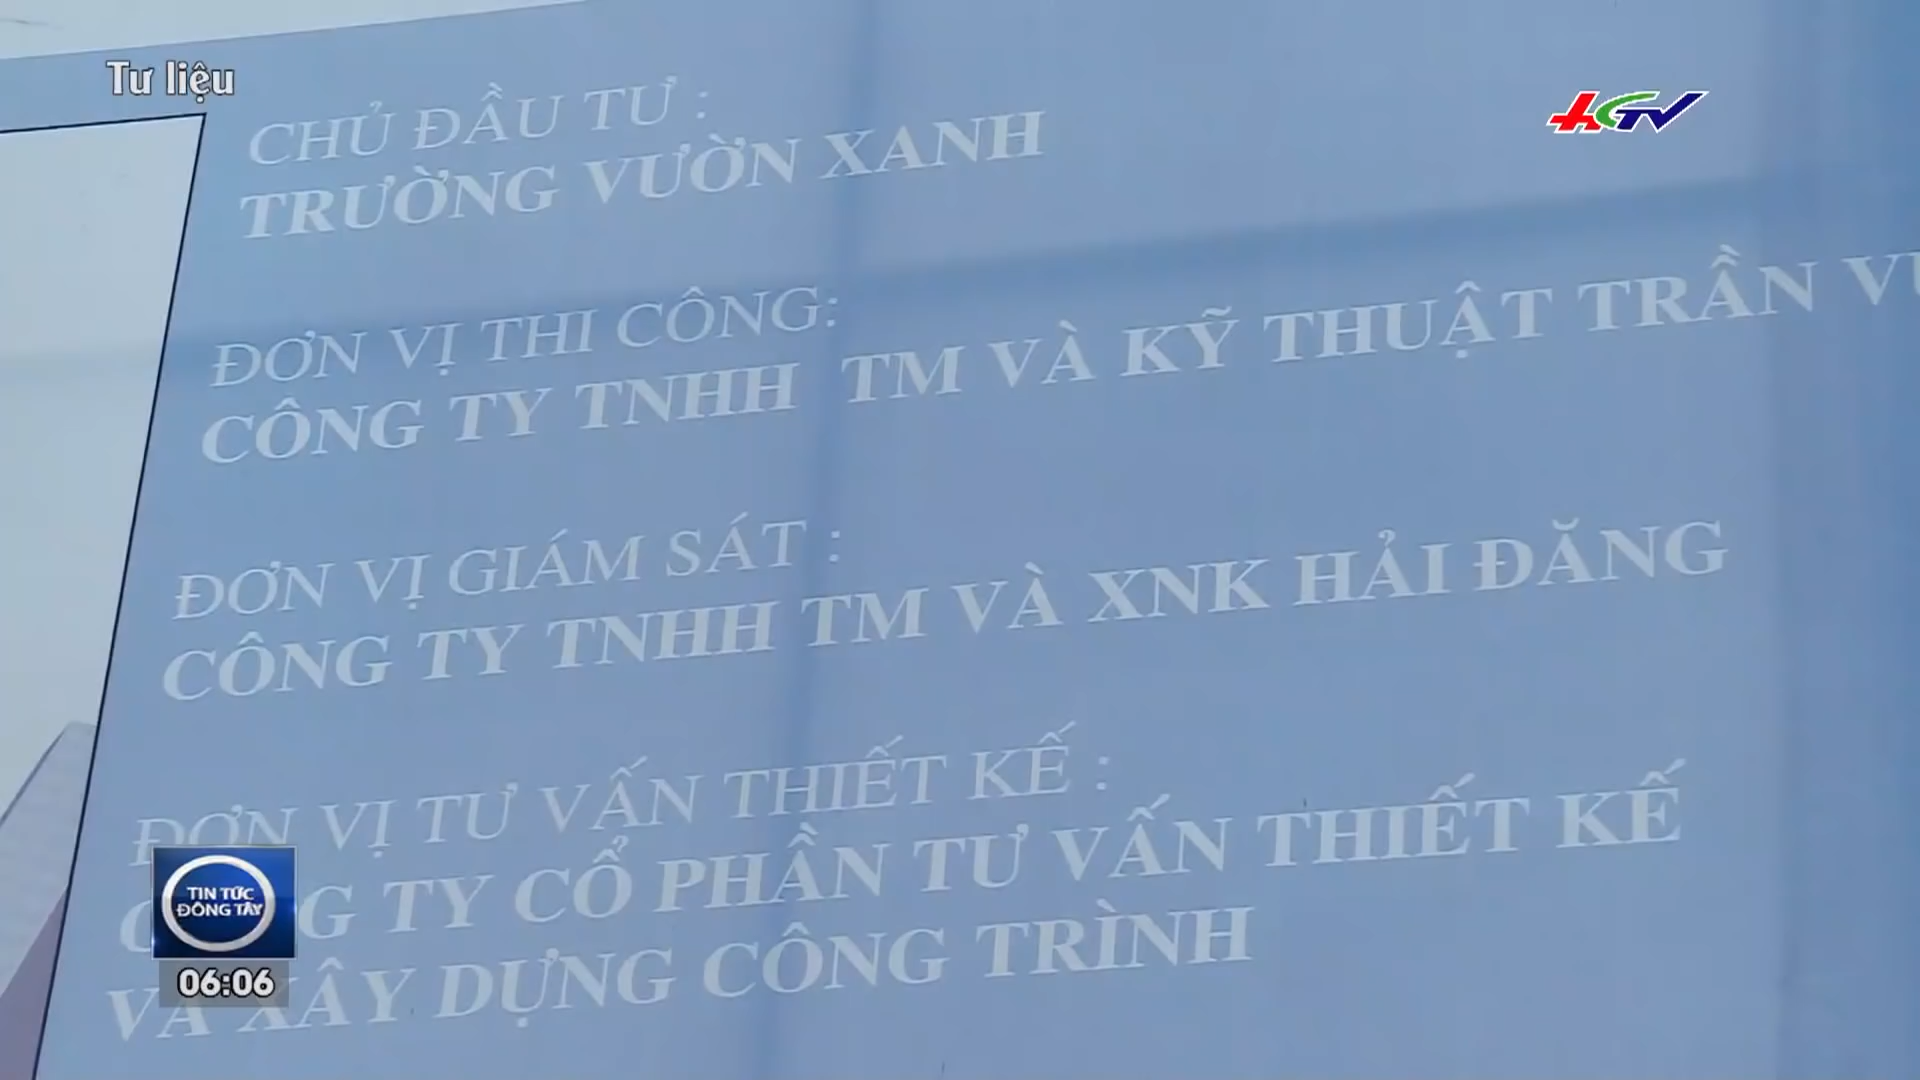 Tư liệu
HGTV
CHỦ ĐẦU TƯ :
TRƯỜNG VƯỜN XANH
ĐƠN VỊ THI CÔNG:
CÔNG TY TNHH TM VÀ KỸ THUẬT TRẦN
ĐƠN VỊ GIÁM SÁT :
CÔNG TY TNHH TM VÀ XNK HẢI ĐĂNG
ĐƠN VỊ TƯ VẤN THIẾT KẾ :
TY CỔ PHẦN TƯ VẤN THIẾT KẾ
VÀ XÂY DỰNG CÔNG TRÌNH
TIN TỨC
ĐÔNG TÂY
06:06